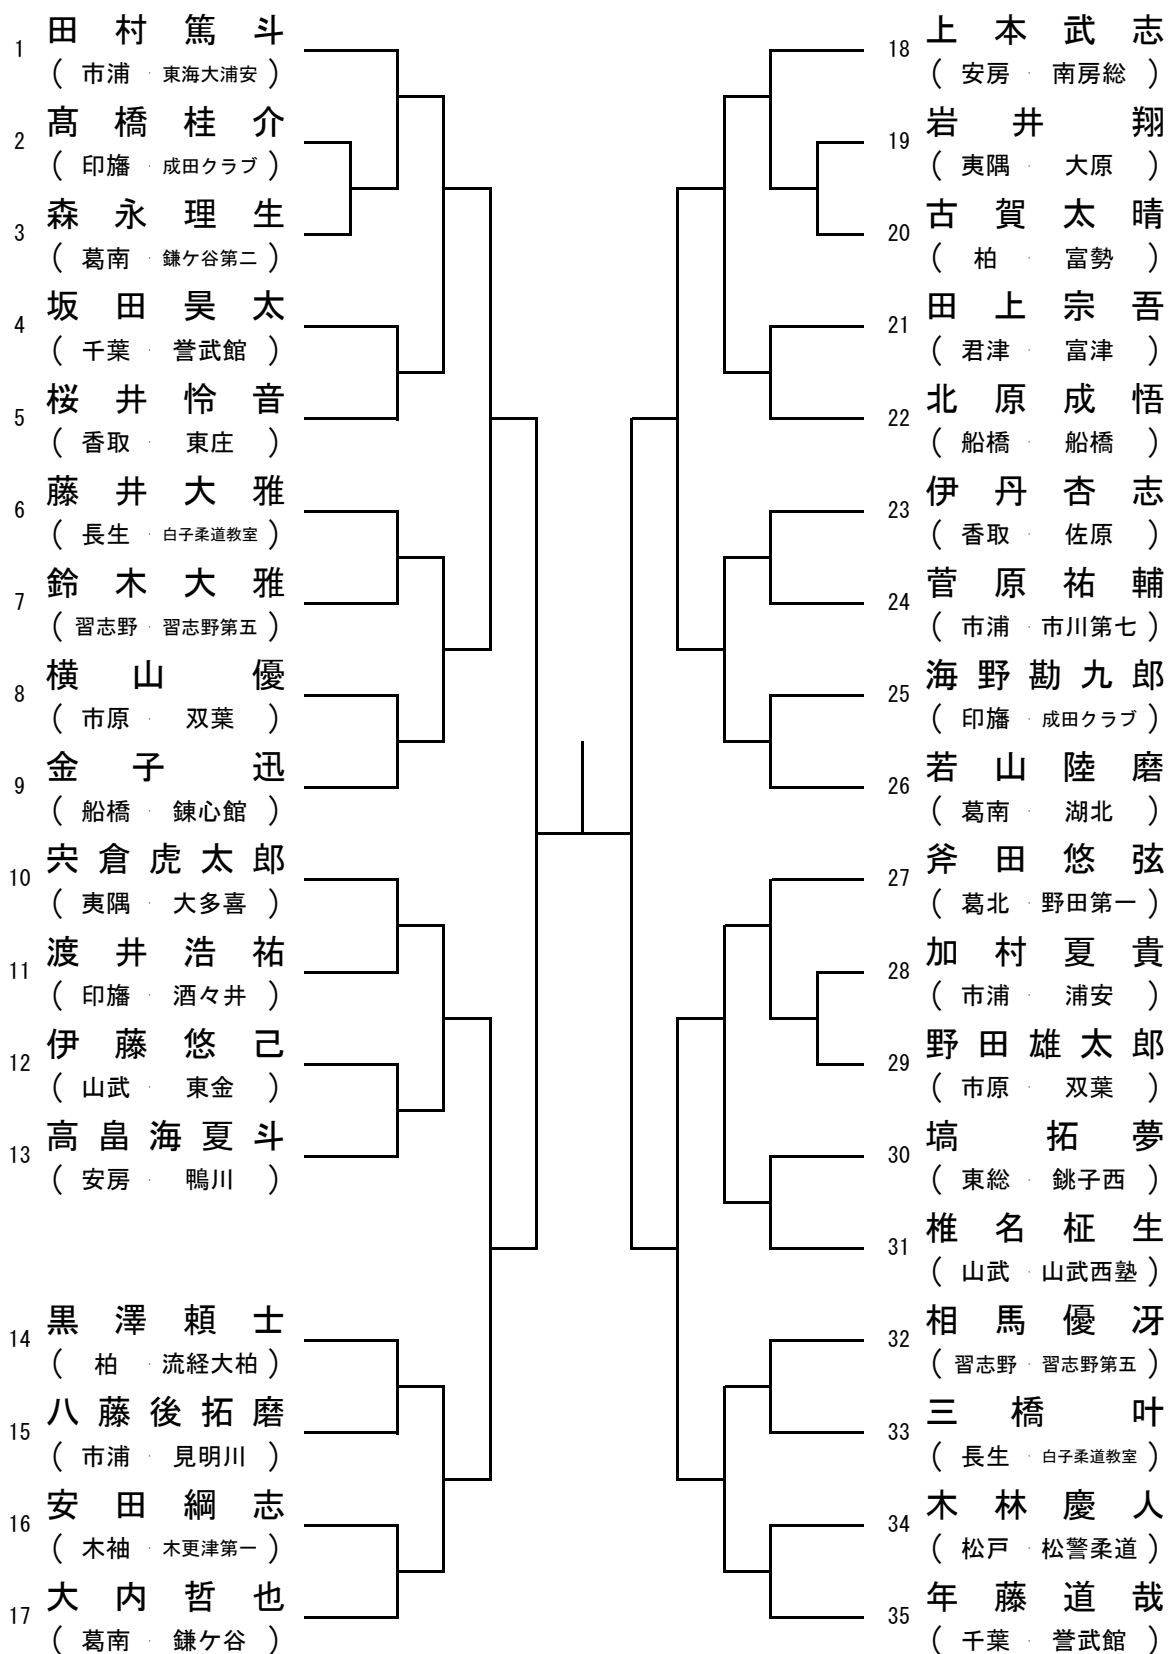 1 田村篤斗
(市浦・東海大浦安)
2 髙橋桂介
(印旛・成田クラブ)
3 森永理生
(葛南・鎌ケ谷第二)
4 坂田昊太
(千葉・誉武館)
5 桜井怜音
(香取・東庄)
6 藤井大雅
(長生・白子柔道教室)
7 鈴木大雅
(習志野・習志野第五)
8 横山優
(市原・双葉)
9 金子迅
(船橋・錬心館)
10 宍倉虎太郎
(夷隅・大多喜)
11 渡井浩祐
(印旛・酒々井)
12 伊藤悠己
(山武・東金)
13 高畠海夏斗
(安房・鴨川)
14 黒澤頼士
(柏・流経大柏)
15 八藤後拓磨
(市浦・見明川)
16 安田綱志
(木袖・木更津第一)
17 大内哲也
(葛南・鎌ケ谷)
18 上本武志
(安房・南房総)
19 岩井翔
(夷隅・大原)
20 古賀太晴
(柏・富勢)
21 田上宗吾
(君津・富津)
22 北原成悟
(船橋・船橋)
23 伊丹杏志
(香取・佐原)
24 菅原祐輔
(市浦・市川第七)
25 海野勘九郎
(印旛・成田クラブ)
26 若山陸磨
(葛南・湖北)
27 斧田悠弦
(葛北・野田第一)
28 加村夏貴
(市浦・浦安)
29 野田雄太郎
(市原・双葉)
30 塙拓夢
(東総・銚子西)
31 椎名柾生
(山武・山武西塾)
32 相馬優冴
(習志野・習志野第五)
33 三橋叶
(長生・白子柔道教室)
34 木林慶人
(松戸・松警柔道)
35 年藤道哉
(千葉・誉武館)